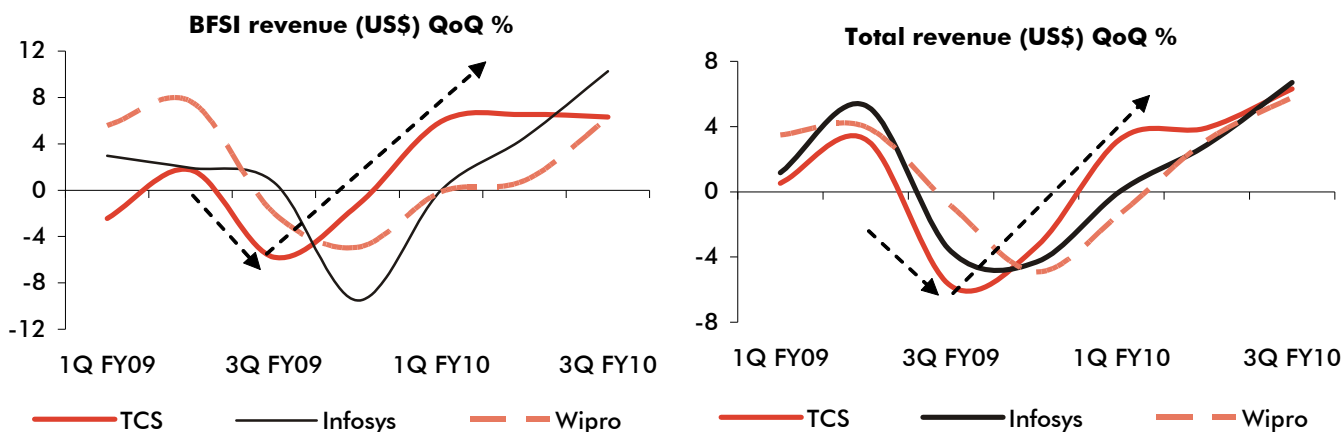 BFSI revenue (US$) QoQ %
12
8
4
0
-4
-8
-12
1Q FY09 3Q FY09 1Q FY10 3Q FY10
TCS Infosys Wipro
Total revenue (US$) QoQ %
8
4
0
-4
-8
1Q FY09 3Q FY09 1Q FY10 3Q FY10
TCS Infosys Wipro